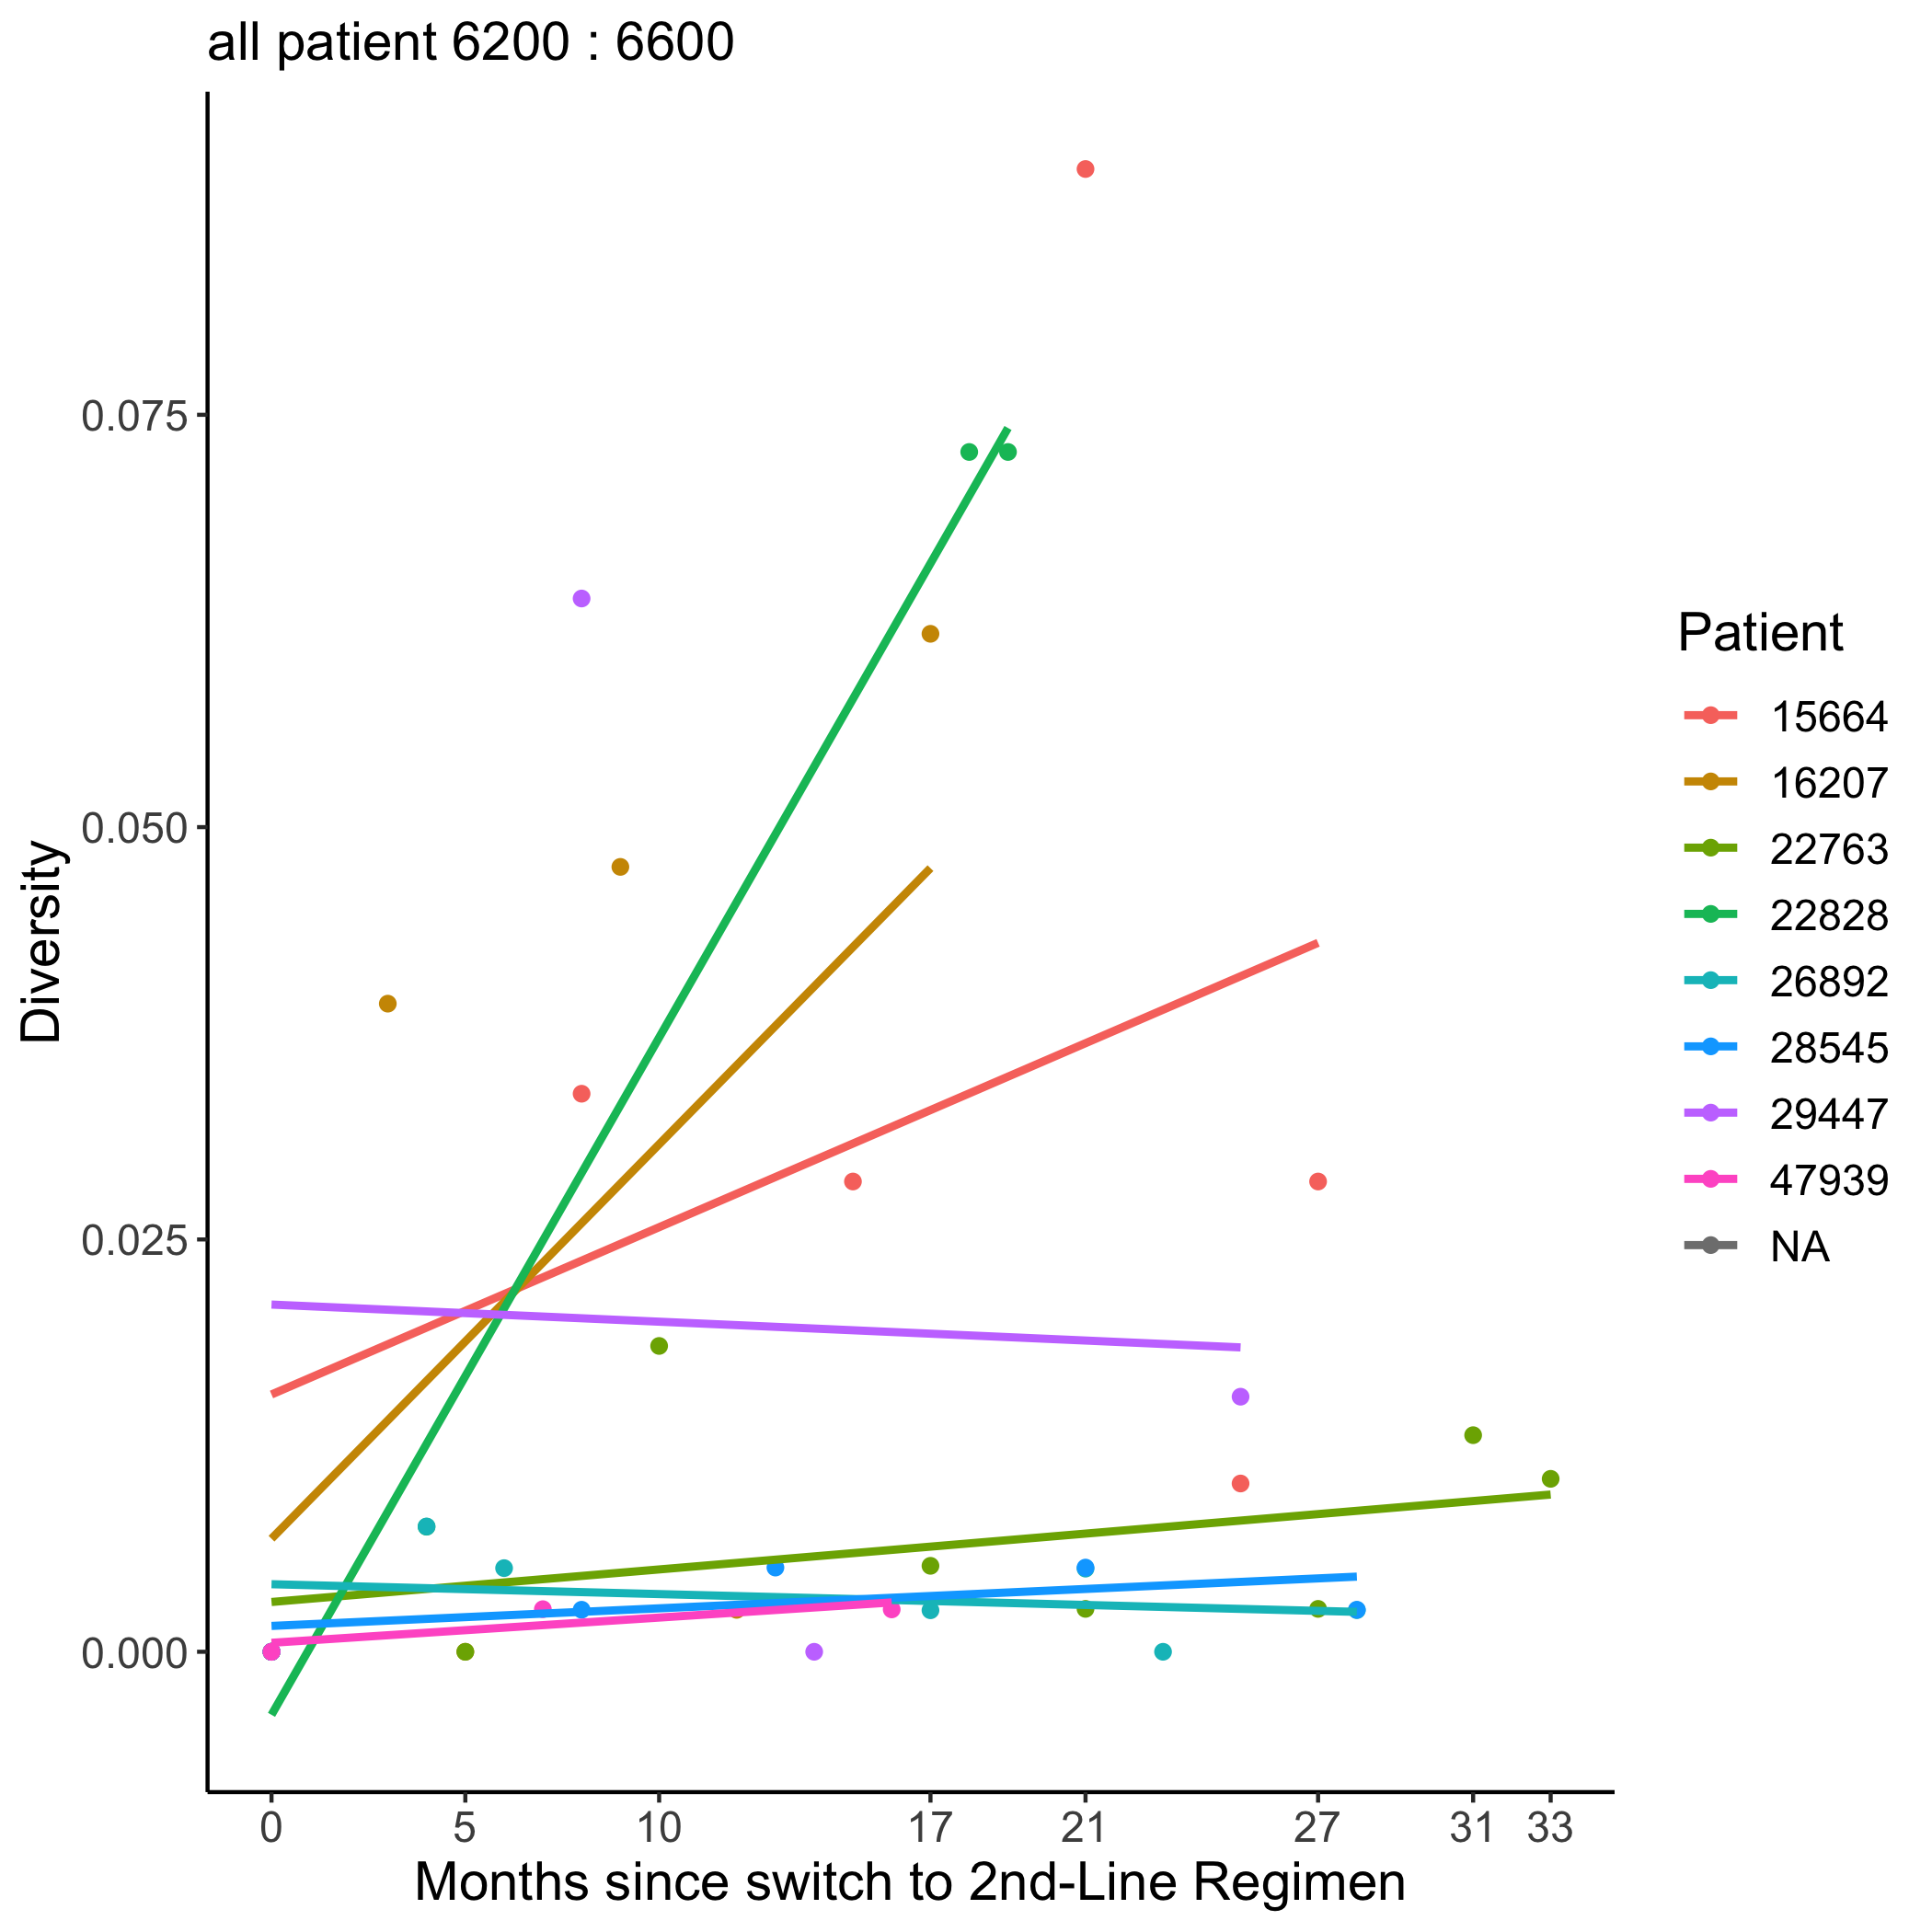 all patient 6200 : 6600
Diversity
0.075
0.050
0.025
0.000
0 5 10 17 21 27 31 33
Months since switch to 2nd-Line Regimen
Patient
15664
16207
22763
22828
26892
28545
29447
47939
NA